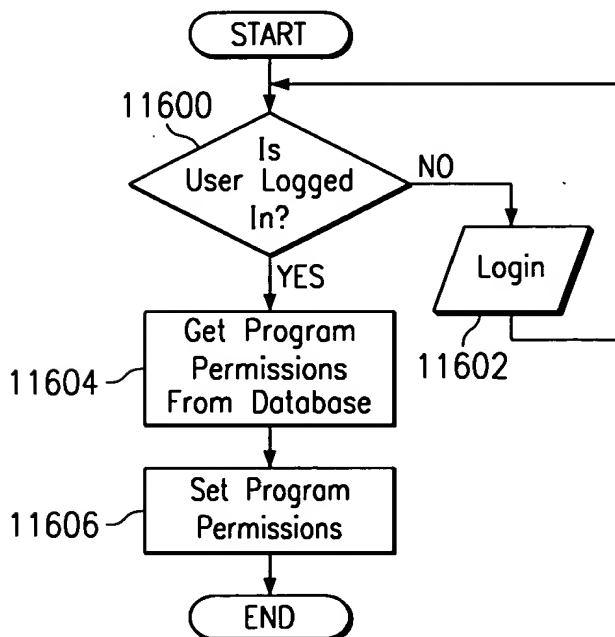 START
11600
Is
User Logged
In?
NO
YES
Login
11602
Get Program
Permissions
From Database
11604
Set Program
Permissions
11606
END